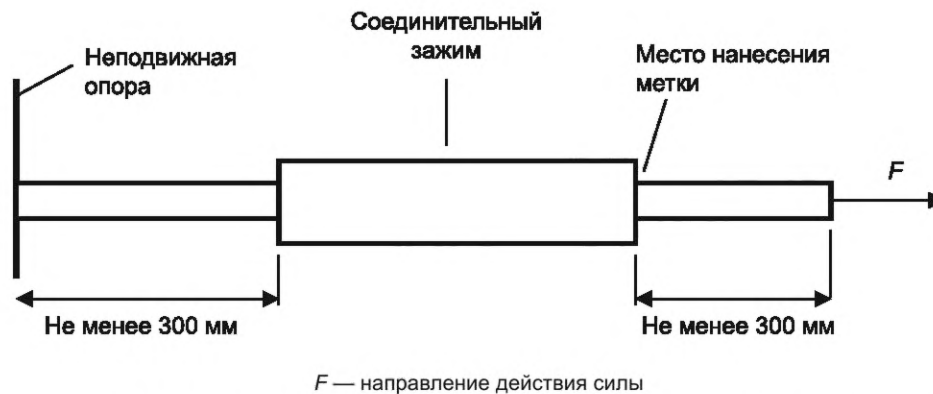 Соединительный
зажим
Неподвижная
опора
Место нанесения
метки
F
Не менее 300 мм
Не менее 300 мм
F — направление действия силы